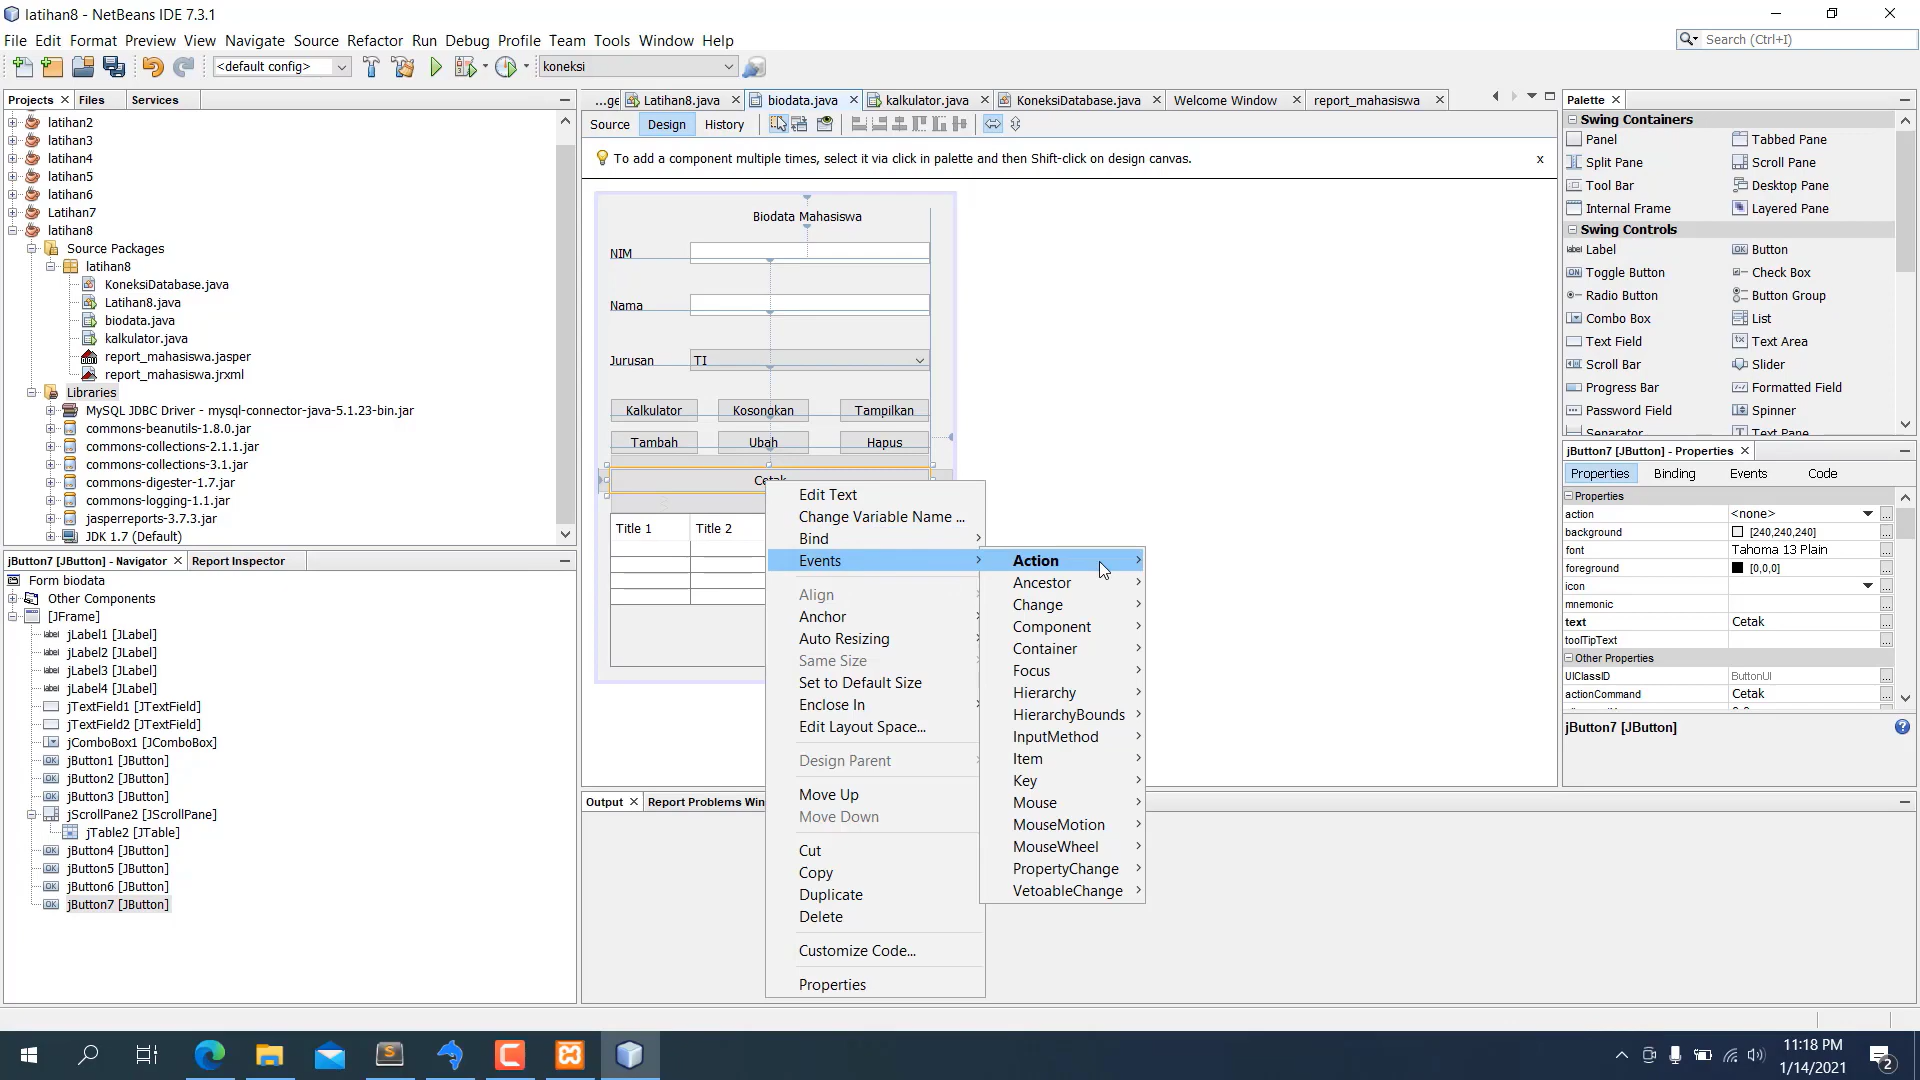 latihan8 - NetBeans IDE 7.3.1
File Edit Format Preview View Navigate Source Refactor Run Debug Profile Team Tools Window Help
Search (Ctrl+I)
<default config>
koneksi
Projects Files Services
latihan2
latihan3
latihan4
latihan5
latihan6
Latihan7
latihan8
Source Packages
latihan8
KoneksiDatabase.java
Latihan8.java
biodata.java
kalkulator.java
report_mahasiswa.jasper
report_mahasiswa.jrxml
Libraries
MySQL JDBC Driver - mysql-connector-java-5.1.23-bin.jar
commons-beanutils-1.8.0.jar
commons-collections-2.1.1.jar
commons-collections-3.1.jar
commons-digester-1.7.jar
commons-logging-1.1.jar
jasperreports-3.7.3.jar
JDK 1.7 (Default)
jButton7 [JButton] - Navigator Report Inspector
Form biodata
Other Components
[JFrame]
jLabel1 [JLabel]
jLabel2 [JLabel]
jLabel3 [JLabel]
jLabel4 [JLabel]
jTextField1 [JTextField]
jTextField2 [JTextField]
jComboBox1 [JComboBox]
jButton1 [JButton]
jButton2 [JButton]
jButton3 [JButton]
jScrollPane2 [JScrollPane]
jTable2 [JTable]
jButton4 [JButton]
jButton5 [JButton]
jButton6 [JButton]
jButton7 [JButton]
...ge Latihan8.java biodata.java kalkulator.java KoneksiDatabase.java Welcome Window report_mahasiswa
Source Design History
To add a component multiple times, select it via click in palette and then Shift-click on design canvas. x
Biodata Mahasiswa
NIM
Nama
Jurusan TI
Kalkulator Kosongkan Tampilkan
Tambah Ubah Hapus
Title 1 Title 2
Edit Text
Change Variable Name ...
Bind
Events
Align
Anchor
Auto Resizing
Same Size
Set to Default Size
Enclose In
Edit Layout Space...
Design Parent
Move Up
Move Down
Cut
Copy
Duplicate
Delete
Customize Code...
Properties
Action
Ancestor
Change
Component
Container
Focus
Hierarchy
HierarchyBounds
InputMethod
Item
Key
Mouse
MouseMotion
MouseWheel
PropertyChange
VetoableChange
Output Report Problems Win
Palette
Swing Containers
Panel Tabbed Pane
Split Pane Scroll Pane
Tool Bar Desktop Pane
Internal Frame Layered Pane
Swing Controls
label Label OK Button
ON Toggle Button Check Box
Radio Button Button Group
Combo Box List
Text Field Text Area
Scroll Bar Slider
Progress Bar Formatted Field
Password Field Spinner
Separator Text Pane
jButton7 [JButton] - Properties
Properties Binding Events Code
Properties
action <none>
background [240,240,240]
font Tahoma 13 Plain
foreground [0,0,0]
icon
mnemonic
text Cetak
toolTipText
Other Properties
UIClassID ButtonUI
actionCommand Cetak
jButton7 [JButton]
11:18 PM
1/14/2021
2